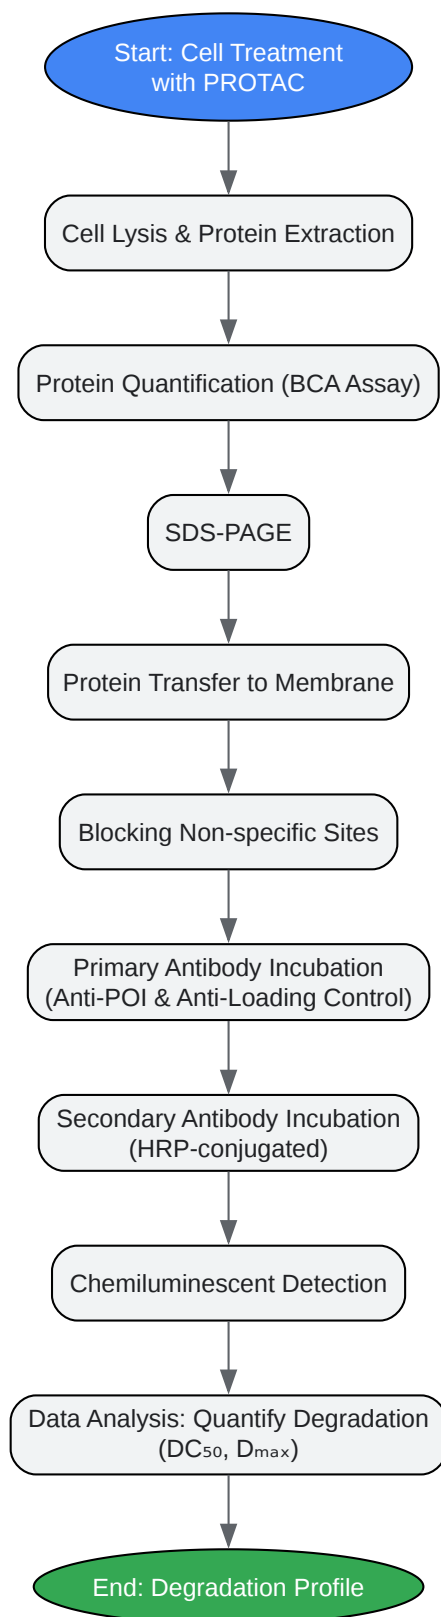 Start: Cell Treatment
with PROTAC
Cell Lysis & Protein Extraction
Protein Quantification (BCA Assay)
SDS-PAGE
Protein Transfer to Membrane
Blocking Non-specific Sites
Primary Antibody Incubation
(Anti-POI & Anti-Loading Control)
Secondary Antibody Incubation
(HRP-conjugated)
Chemiluminescent Detection
Data Analysis: Quantify Degradation
(DC₅₀, Dₘₐₓ)
End: Degradation Profile